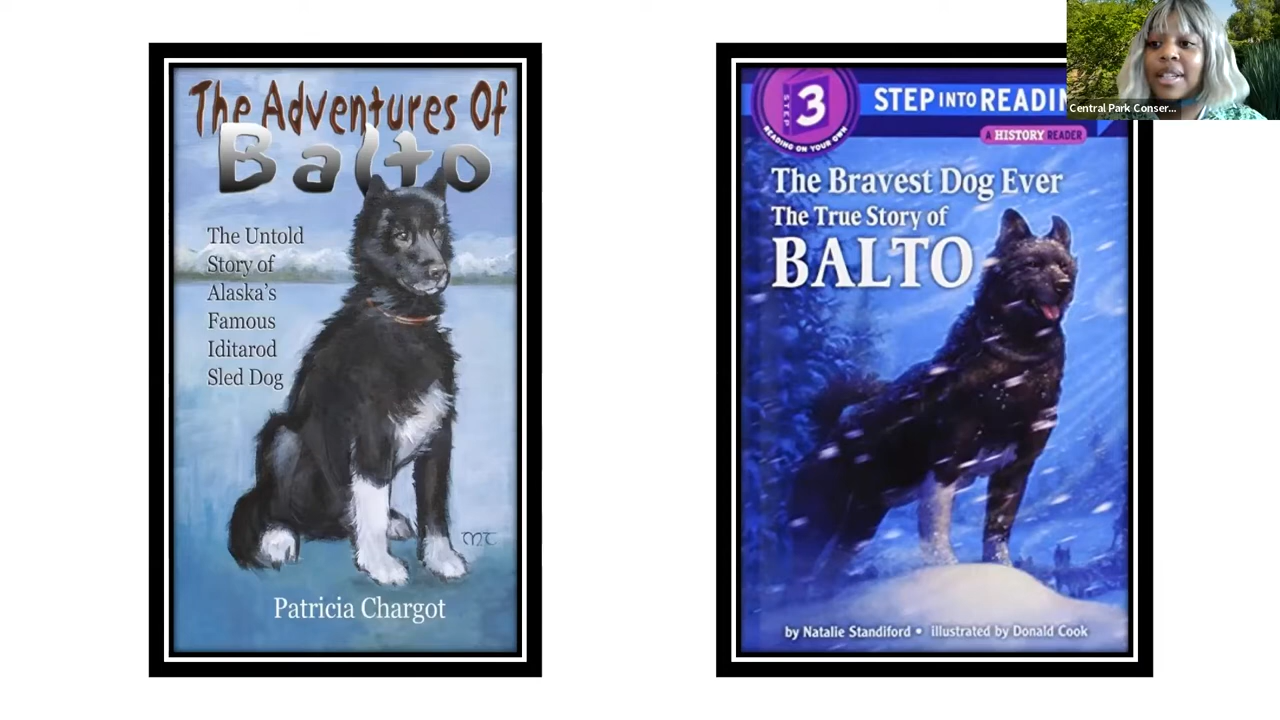 The Adventures Of
Balto
The Untold
Story of
Alaska's
Famous
Iditarod
Sled Dog
MT
Patricia Chargot
STEP 3
READING ON YOUR OWN
STEP INTO READIN
A HISTORY READER
The Bravest Dog Ever
The True Story of
BALTO
by Natalie Standiford • illustrated by Donald Cook
Central Park Conser...